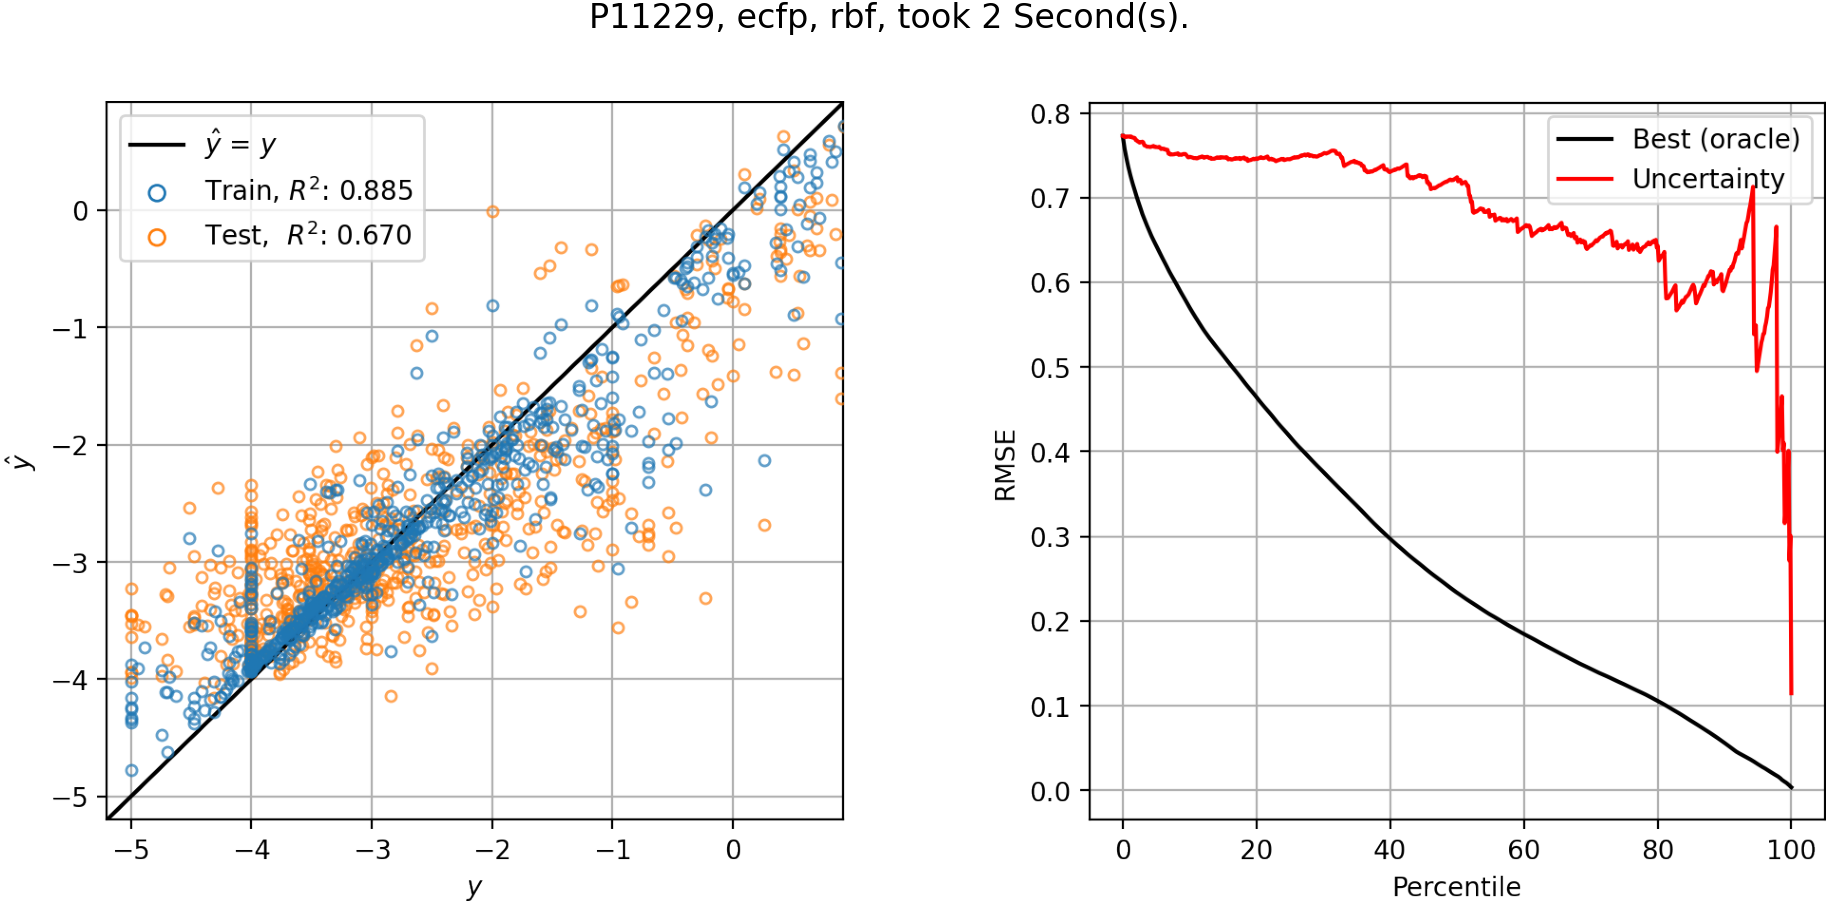 P11229, ecfp, rbf, took 2 Second(s).
ŷ = y
Train, R²: 0.885
Test, R²: 0.670
0
−1
−2
−3
−4
−5
ŷ
−5 −4 −3 −2 −1 0
y
Best (oracle)
Uncertainty
0.8
0.7
0.6
0.5
0.4
0.3
0.2
0.1
0.0
RMSE
0 20 40 60 80 100
Percentile